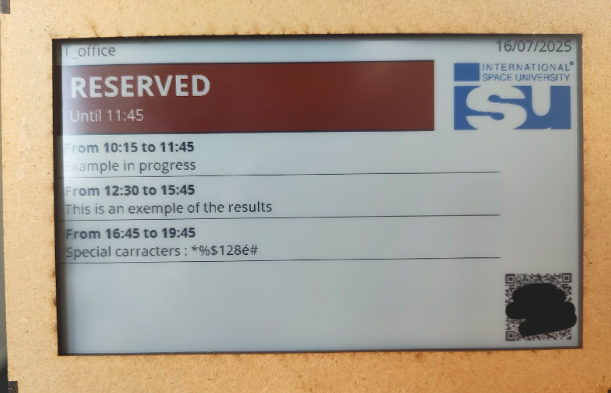 T_office
16/07/2025
RESERVED
Until 11:45
INTERNATIONAL®
SPACE UNIVERSITY
iSU
From 10:15 to 11:45
Example in progress
From 12:30 to 15:45
This is an exemple of the results
From 16:45 to 19:45
Special carracters : *%$128é#